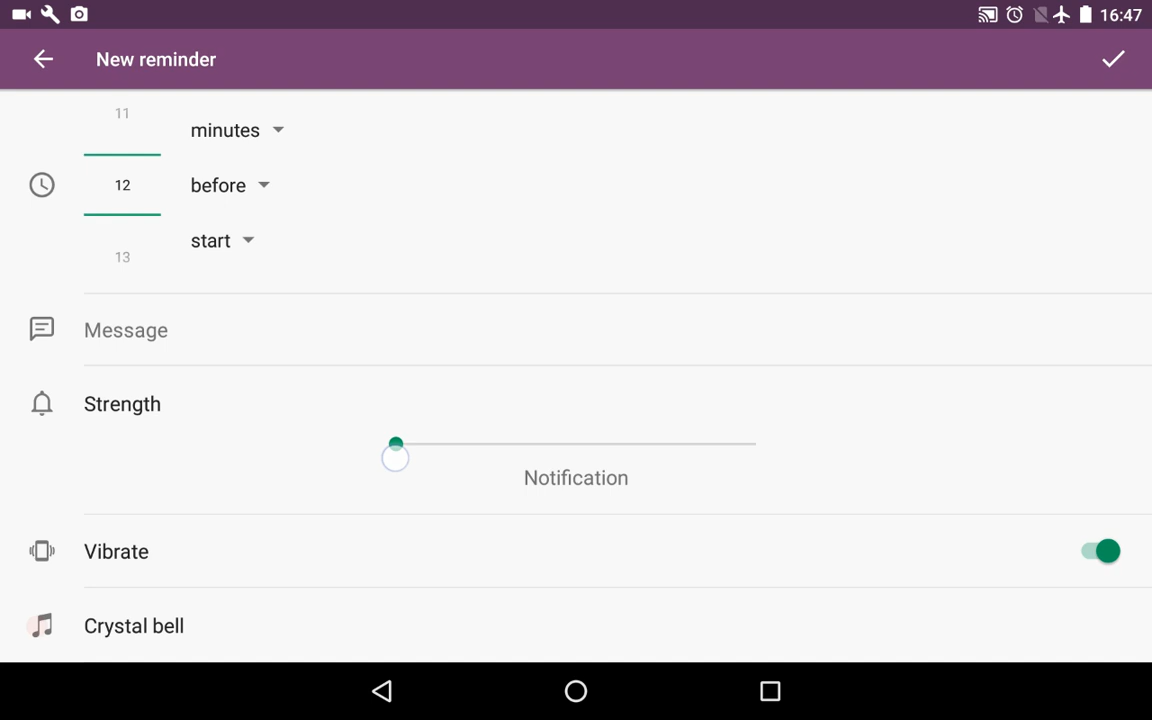 16:47
New reminder
11
minutes
12
before
start
13
Message
Strength
Notification
Vibrate
Crystal bell